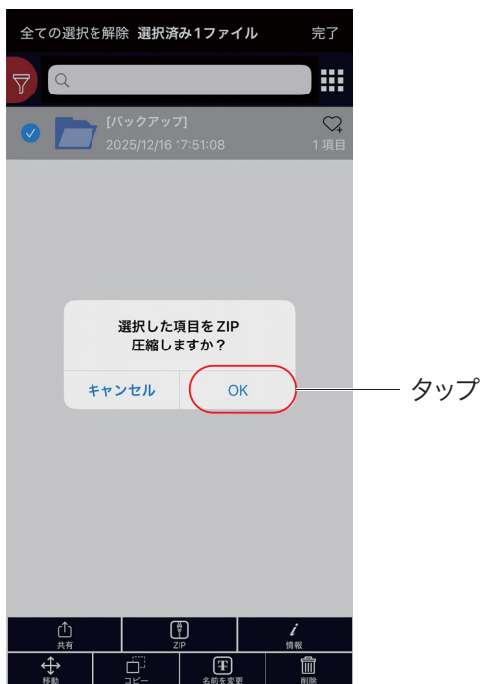 全ての選択を解除 選択済み1ファイル 完了
[バックアップ]
2025/12/16 17:51:08 1項目
選択した項目をZIP
圧縮しますか？
キャンセル OK
タップ
共有 ZIP 情報
移動 コピー 名前を変更 削除